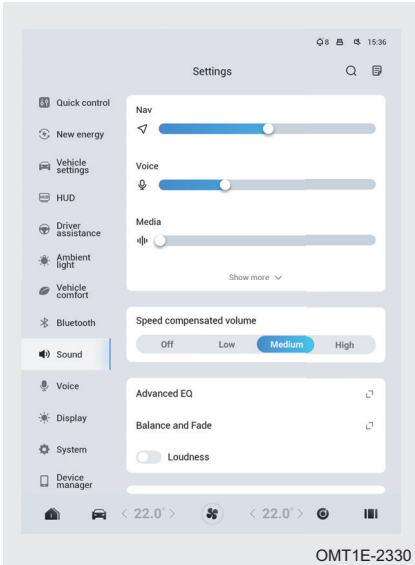 8 15:36
Settings
Quick control
New energy
Vehicle
settings
HUD
Driver
assistance
Ambient
light
Vehicle
comfort
Bluetooth
Sound
Voice
Display
System
Device
manager
Nav
Voice
Media
Show more
Speed compensated volume
Off Low Medium High
Advanced EQ
Balance and Fade
Loudness
< 22.0° > < 22.0° >
OMT1E-2330